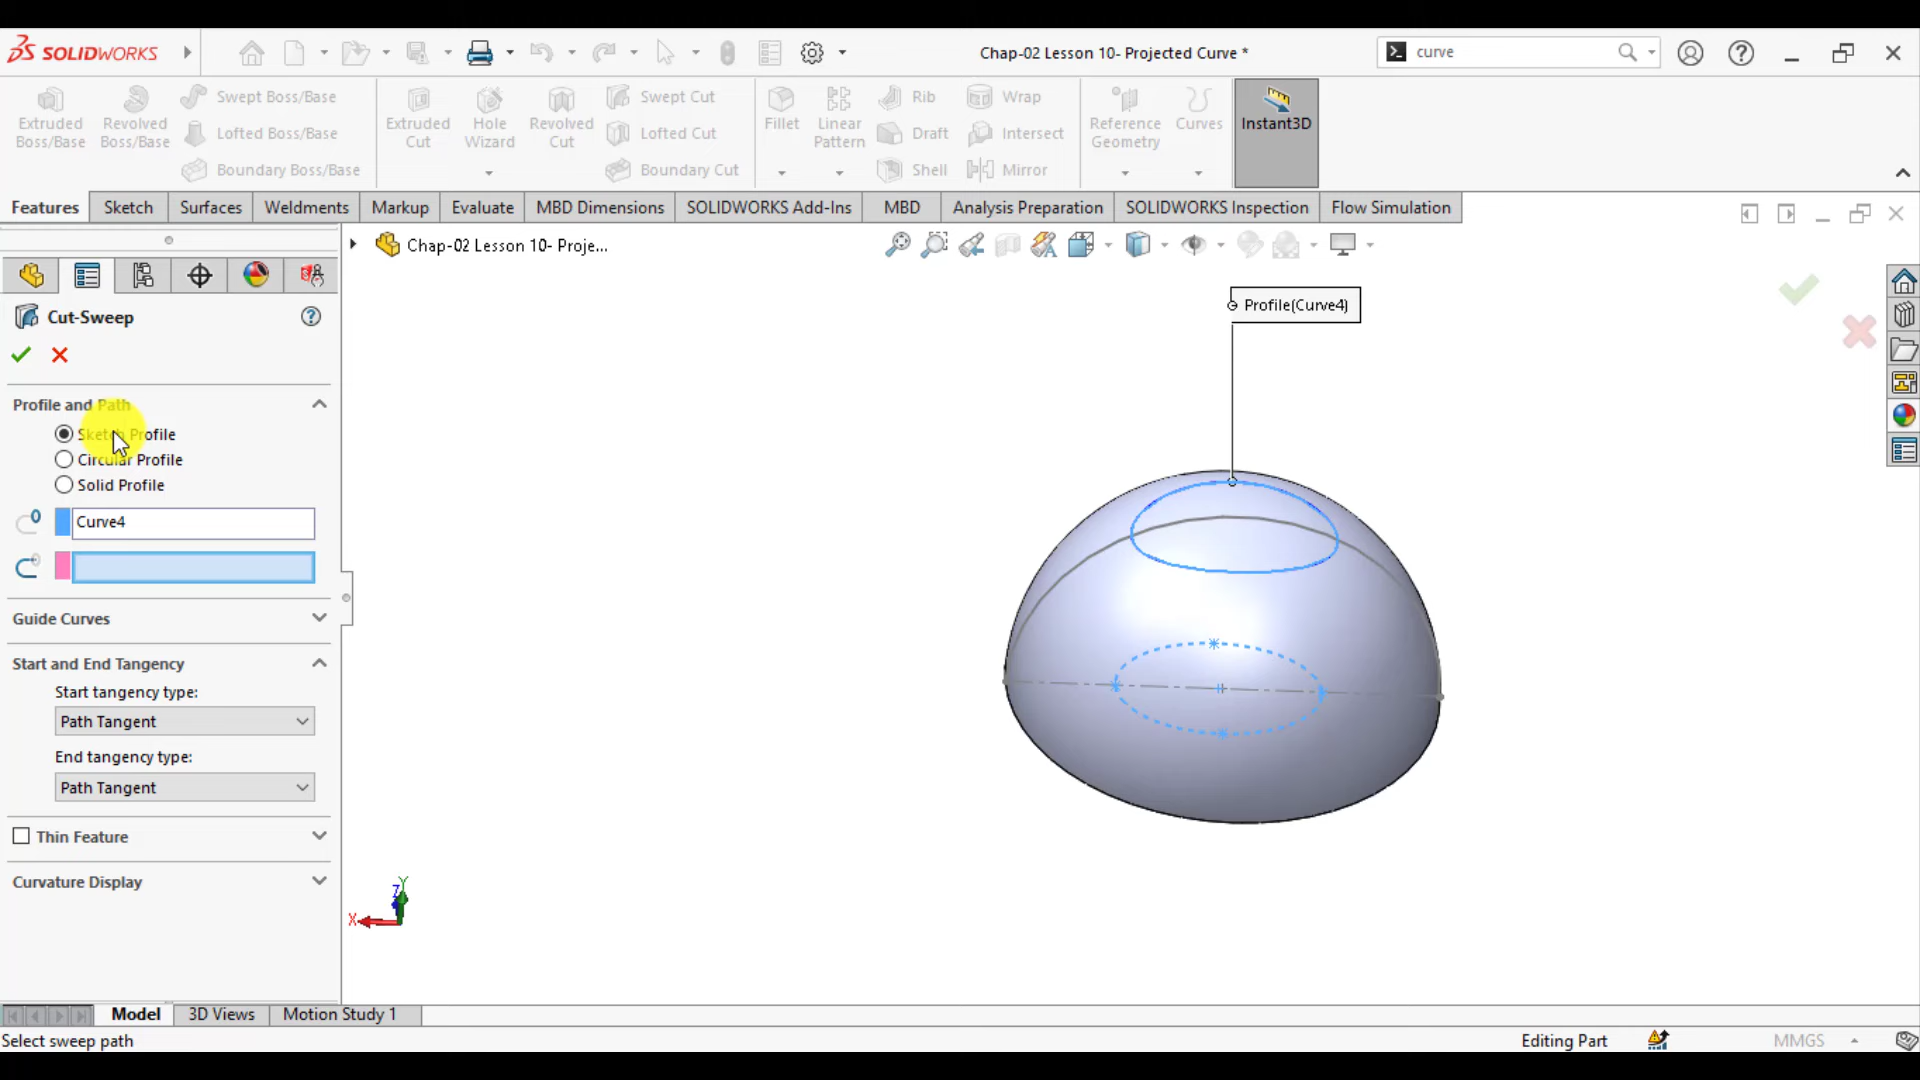 SOLIDWORKS
Chap-02 Lesson 10- Projected Curve *
curve
Extruded Boss/Base
Revolved Boss/Base
Swept Boss/Base
Lofted Boss/Base
Boundary Boss/Base
Extruded Cut
Hole Wizard
Revolved Cut
Swept Cut
Lofted Cut
Boundary Cut
Fillet
Linear Pattern
Rib
Draft
Shell
Wrap
Intersect
Mirror
Reference Geometry
Curves
Instant3D
Features
Sketch
Surfaces
Weldments
Markup
Evaluate
MBD Dimensions
SOLIDWORKS Add-Ins
MBD
Analysis Preparation
SOLIDWORKS Inspection
Flow Simulation
Chap-02 Lesson 10- Proje...
Cut-Sweep
Profile and Path
Sketch Profile
Circular Profile
Solid Profile
Curve4
Guide Curves
Start and End Tangency
Start tangency type:
Path Tangent
End tangency type:
Path Tangent
Thin Feature
Curvature Display
Profile(Curve4)
Y
Z
X
Model
3D Views
Motion Study 1
Select sweep path
Editing Part
MMGS